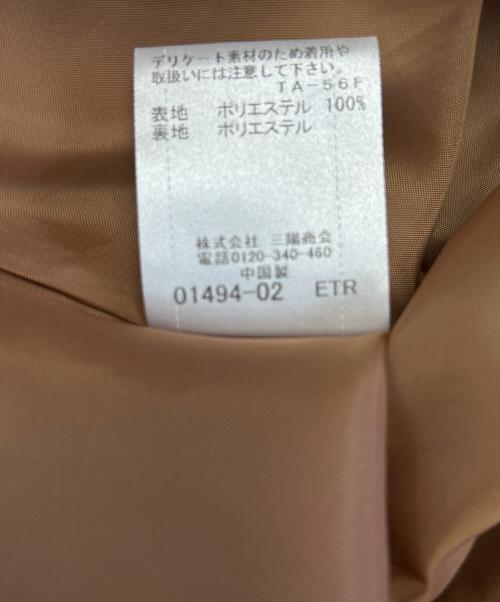 デリケート素材のため着用や
取扱いには注意して下さい。
TA-56F
表地 ポリエステル 100%
裏地 ポリエステル
株式会社 三陽商会
電話0120-340-460
中国製
01494-02 ETR